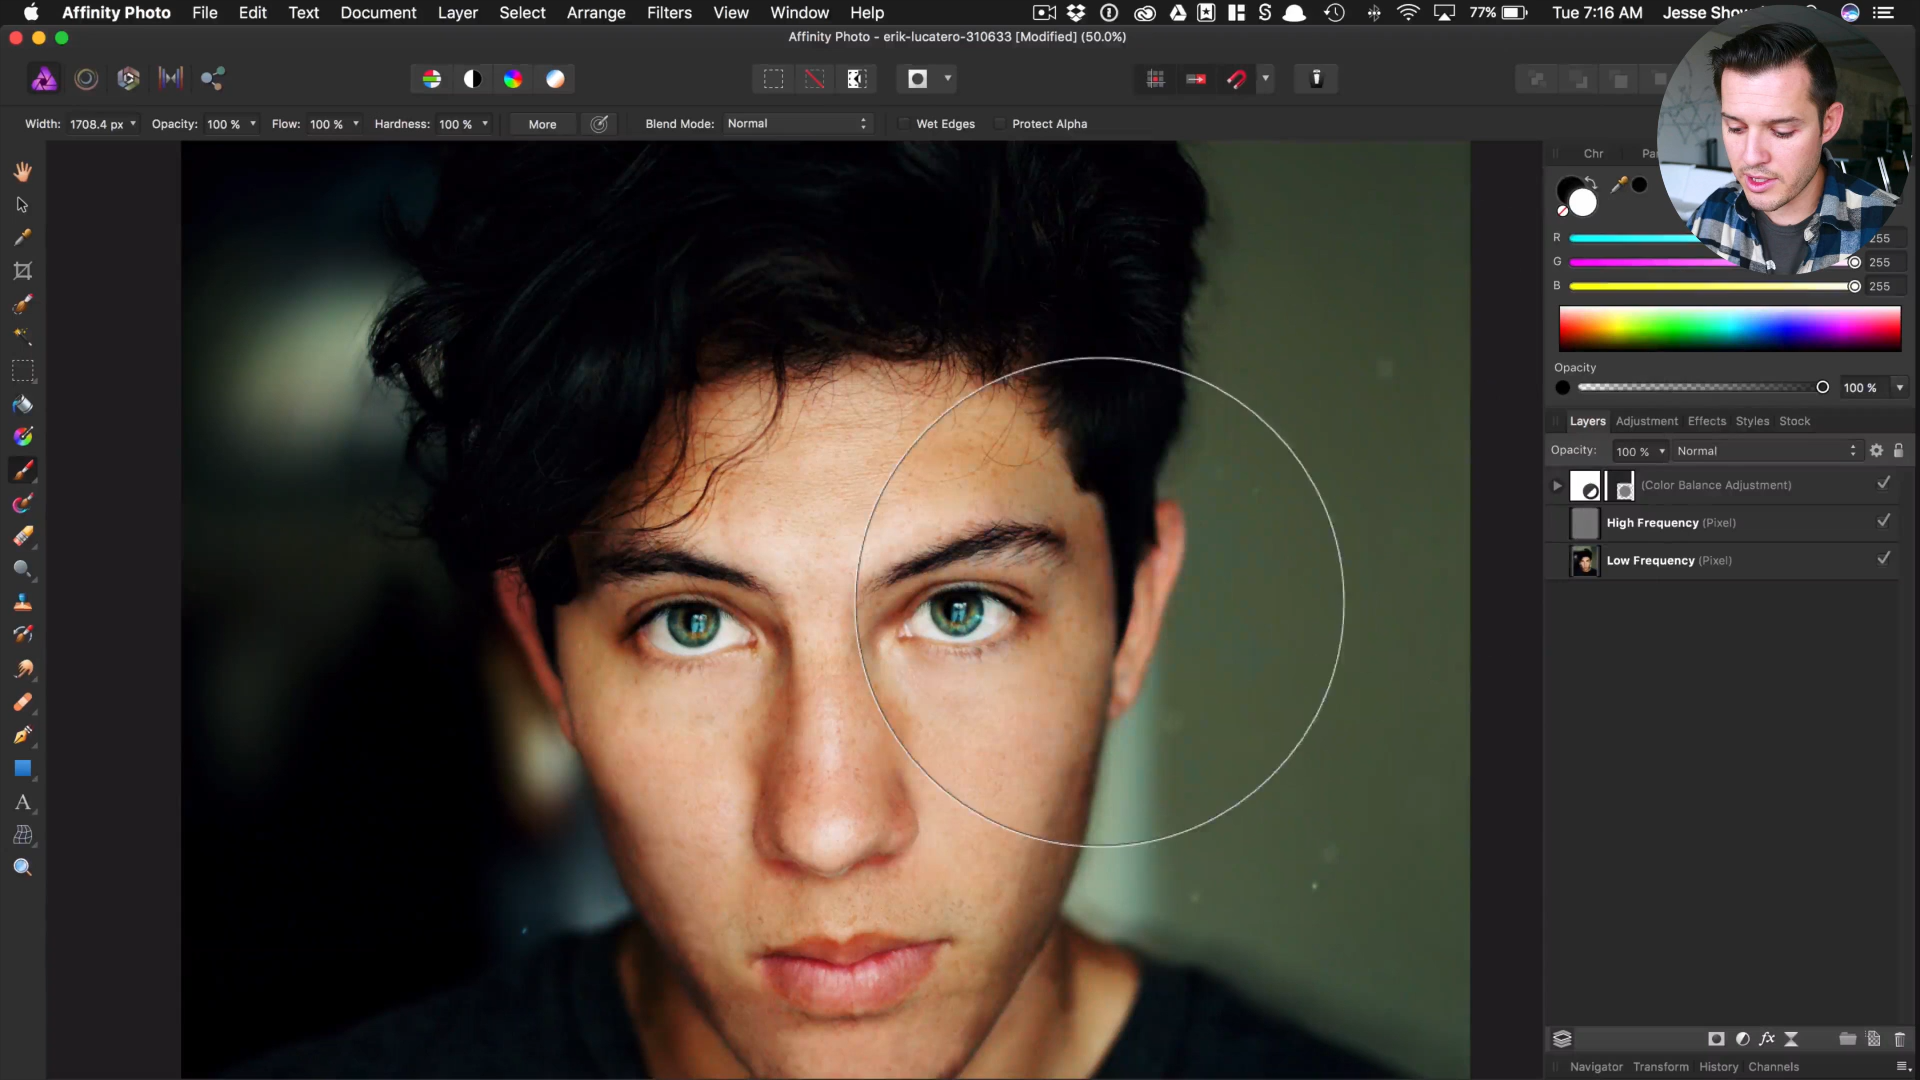 Affinity Photo File Edit Text Document Layer Select Arrange Filters View Window Help 77% Tue 7:16 AM Jesse
Affinity Photo - erik-lucatero-310633 [Modified] (50.0%)
Width: 1708.4 px Opacity: 100 % Flow: 100 % Hardness: 100 % More Blend Mode: Normal Wet Edges Protect Alpha
Chr
R 255
G 255
B 255
Opacity
100 %
Layers Adjustment Effects Styles Stock
Opacity: 100 % Normal
(Color Balance Adjustment)
High Frequency (Pixel)
Low Frequency (Pixel)
Navigator Transform History Channels